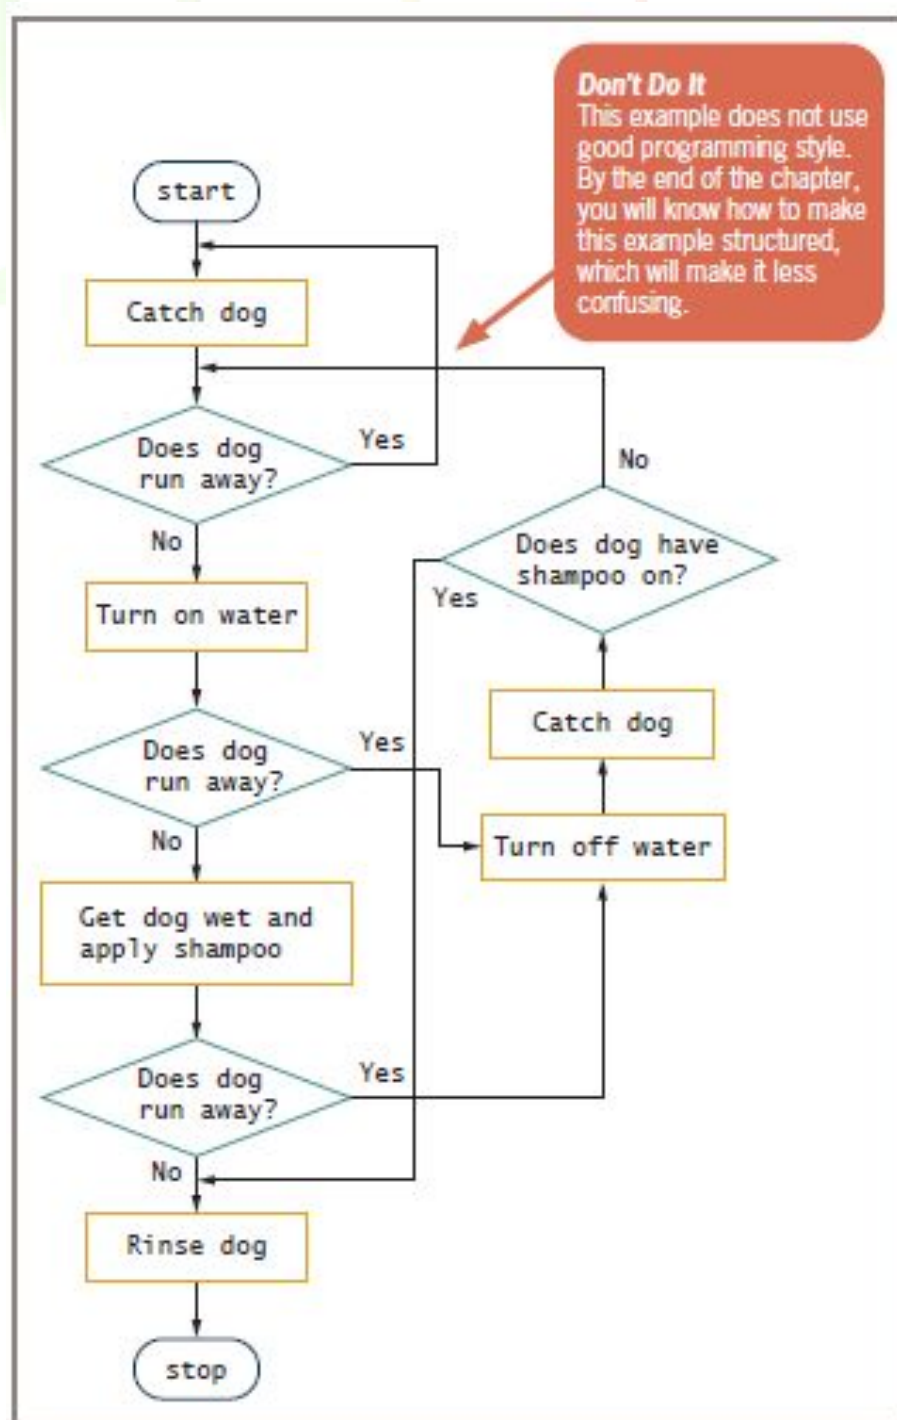 Don't Do It
This example does not use
good programming style.
By the end of the chapter,
you will know how to make
this example structured,
which will make it less
confusing.
start
Catch dog
Does dog
run away?
Yes
No
Turn on water
Does dog
run away?
Yes
No
Get dog wet and
apply shampoo
Does dog
run away?
Yes
No
Rinse dog
stop
No
Does dog have
shampoo on?
Yes
Catch dog
Turn off water